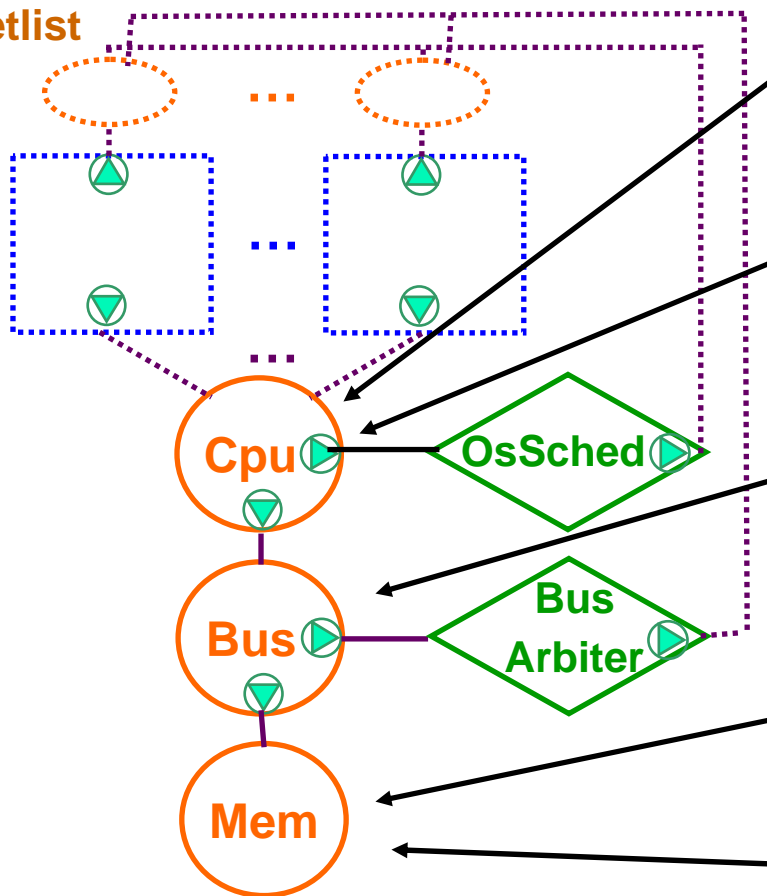 etlist
...
...
...
Cpu
OsSched
Bus
Bus
Arbiter
Mem